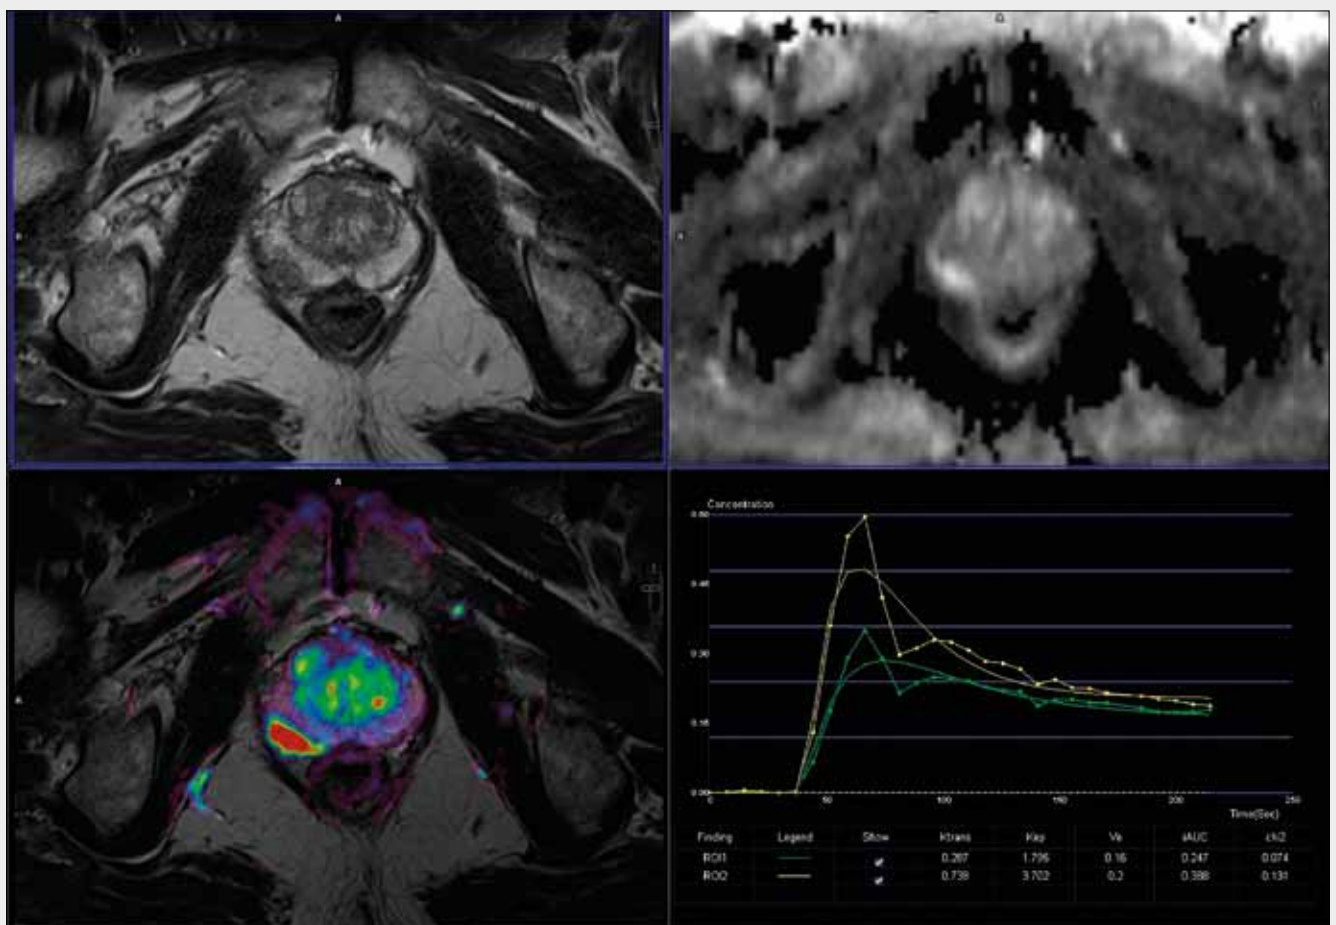 A
A
Concentration
0.60
0.45
0.30
0.15
0.00
0 50 100 150 200 250
Time(Sec)
Finding Legend Show Ktrans Kep Ve iAUC chi2
ROI1 0.287 1.796 0.16 0.247 0.074
ROI2 0.739 3.702 0.2 0.388 0.131